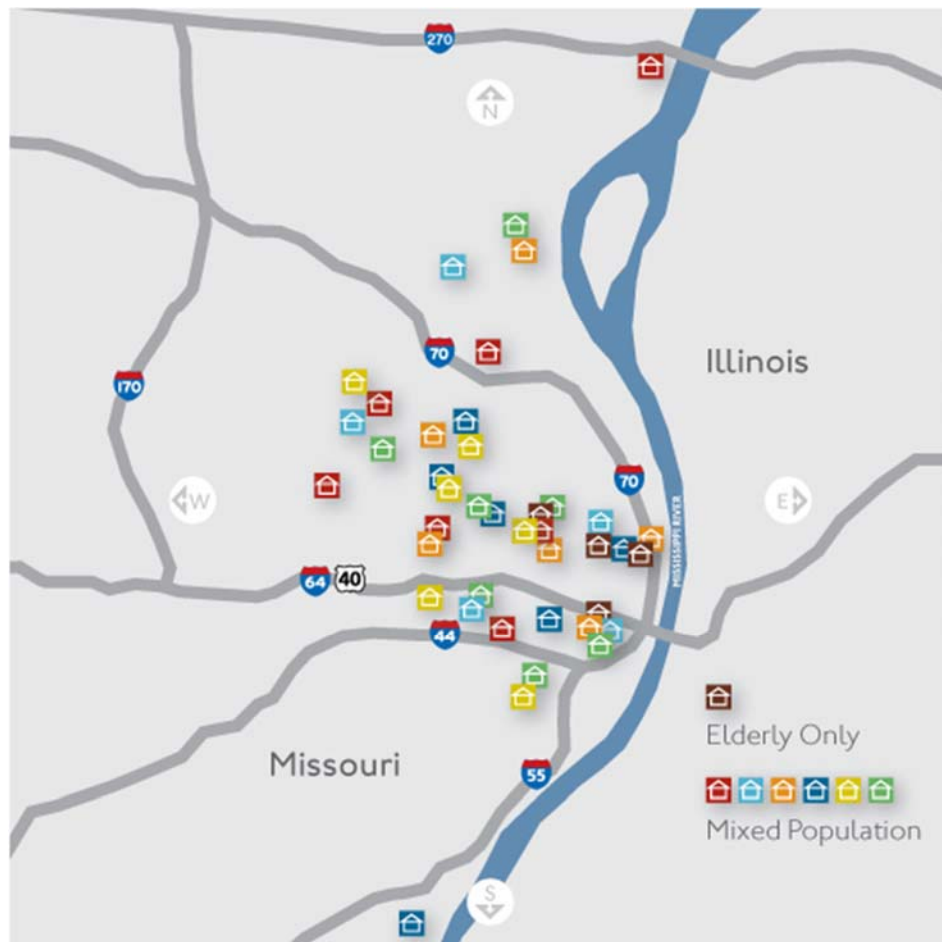 270
N
70
Illinois
170
W
70
E
MISSISSIPPI RIVER
64
40
44
Elderly Only
Missouri
55
Mixed Population
S